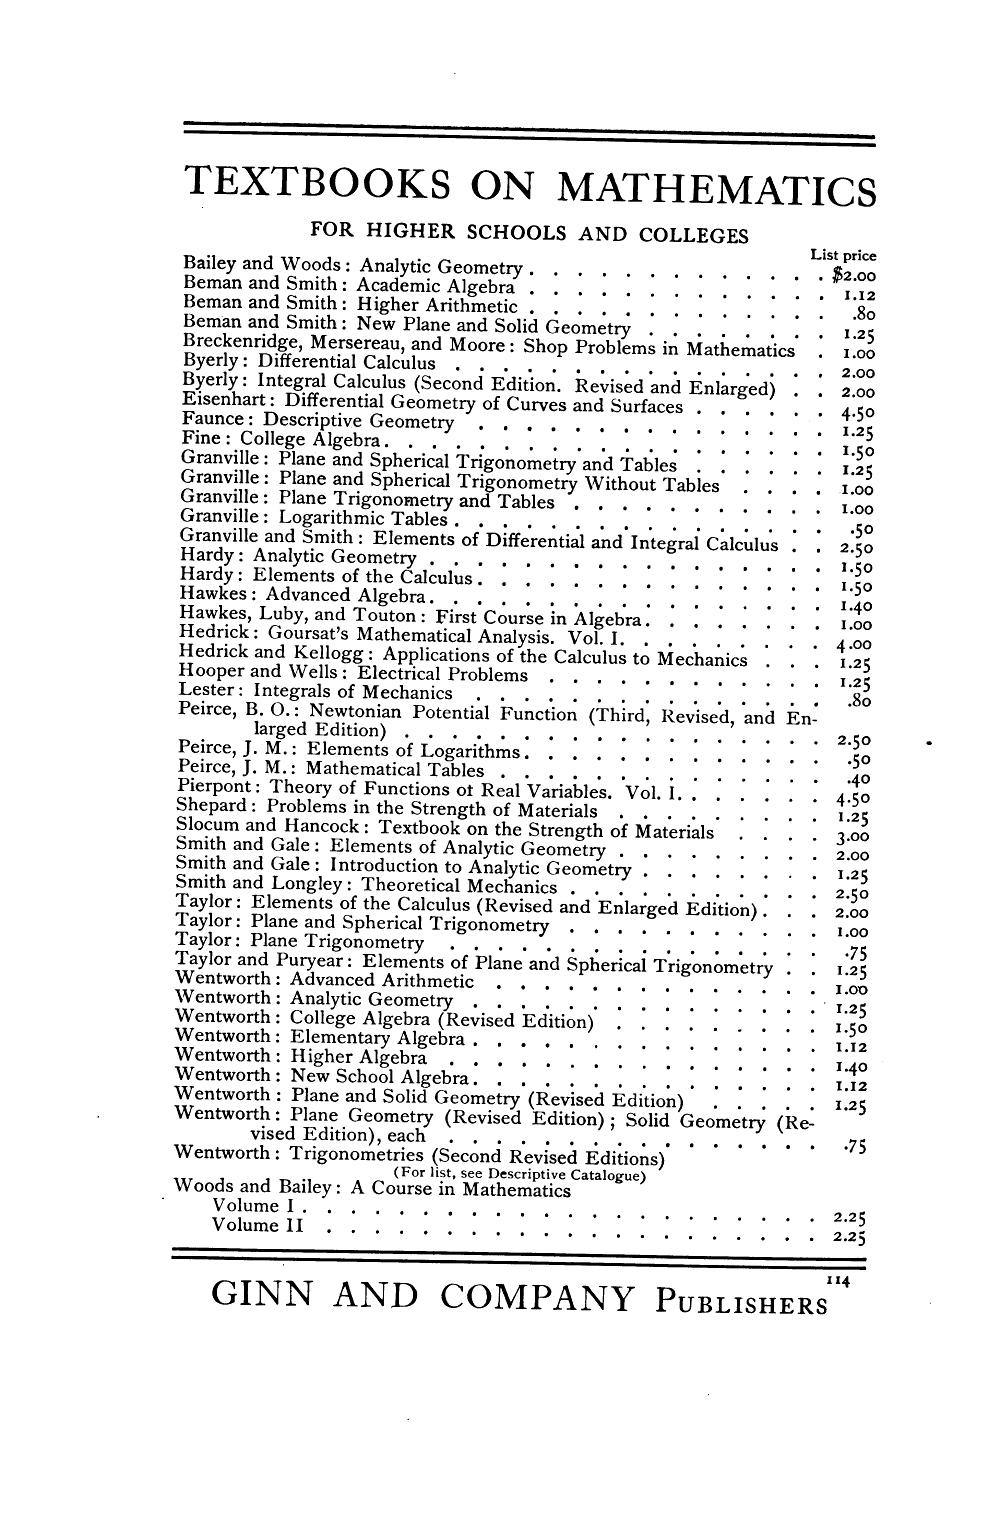 TEXTBOOKS ON MATHEMATICS
FOR HIGHER SCHOOLS AND COLLEGES
List price
Bailey and Woods: Analytic Geometry . . . . . . . . . . . . . . $2.00
Beman and Smith: Academic Algebra . . . . . . . . . . . . . . 1.12
Beman and Smith: Higher Arithmetic . . . . . . . . . . . . . . .80
Beman and Smith: New Plane and Solid Geometry . . . . . . . . 1.25
Breckenridge, Mersereau, and Moore: Shop Problems in Mathematics . 1.00
Byerly: Differential Calculus . . . . . . . . . . . . . . . . 2.00
Byerly: Integral Calculus (Second Edition. Revised and Enlarged) . . 2.00
Eisenhart: Differential Geometry of Curves and Surfaces . . . . . . 4.50
Faunce: Descriptive Geometry . . . . . . . . . . . . . . . 1.25
Fine: College Algebra. . . . . . . . . . . . . . . . . . . 1.50
Granville: Plane and Spherical Trigonometry and Tables . . . . . . 1.25
Granville: Plane and Spherical Trigonometry Without Tables . . . . 1.00
Granville: Plane Trigonometry and Tables . . . . . . . . . . . 1.00
Granville: Logarithmic Tables . . . . . . . . . . . . . . . . .50
Granville and Smith: Elements of Differential and Integral Calculus . . 2.50
Hardy: Analytic Geometry . . . . . . . . . . . . . . . . . 1.50
Hardy: Elements of the Calculus . . . . . . . . . . . . . . . 1.50
Hawkes: Advanced Algebra. . . . . . . . . . . . . . . . . 1.40
Hawkes, Luby, and Touton: First Course in Algebra. . . . . . . . 1.00
Hedrick: Goursat's Mathematical Analysis. Vol. I. . . . . . . . . 4.00
Hedrick and Kellogg: Applications of the Calculus to Mechanics . . . 1.25
Hooper and Wells: Electrical Problems . . . . . . . . . . . . 1.25
Lester: Integrals of Mechanics . . . . . . . . . . . . . . . .80
Peirce, B. O.: Newtonian Potential Function (Third, Revised, and En-
larged Edition) . . . . . . . . . . . . . . . . . . 2.50
Peirce, J. M.: Elements of Logarithms. . . . . . . . . . . . . .50
Peirce, J. M.: Mathematical Tables . . . . . . . . . . . . . . .40
Pierpont: Theory of Functions of Real Variables. Vol. I. . . . . . . 4.50
Shepard: Problems in the Strength of Materials . . . . . . . . . 1.25
Slocum and Hancock: Textbook on the Strength of Materials . . . . 3.00
Smith and Gale: Elements of Analytic Geometry . . . . . . . . . 2.00
Smith and Gale: Introduction to Analytic Geometry . . . . . . . . 1.25
Smith and Longley: Theoretical Mechanics . . . . . . . . . . . 2.50
Taylor: Elements of the Calculus (Revised and Enlarged Edition) . . . 2.00
Taylor: Plane and Spherical Trigonometry . . . . . . . . . . . 1.00
Taylor: Plane Trigonometry . . . . . . . . . . . . . . . . .75
Taylor and Puryear: Elements of Plane and Spherical Trigonometry . . 1.25
Wentworth: Advanced Arithmetic . . . . . . . . . . . . . . 1.00
Wentworth: Analytic Geometry . . . . . . . . . . . . . . . 1.25
Wentworth: College Algebra (Revised Edition) . . . . . . . . . 1.50
Wentworth: Elementary Algebra . . . . . . . . . . . . . . . 1.12
Wentworth: Higher Algebra . . . . . . . . . . . . . . . . 1.40
Wentworth: New School Algebra. . . . . . . . . . . . . . . 1.12
Wentworth: Plane and Solid Geometry (Revised Edition) . . . . . 1.25
Wentworth: Plane Geometry (Revised Edition); Solid Geometry (Re-
vised Edition), each . . . . . . . . . . . . . . . . .75
Wentworth: Trigonometries (Second Revised Editions)
(For list, see Descriptive Catalogue)
Woods and Bailey: A Course in Mathematics
Volume I . . . . . . . . . . . . . . . . . . . . . . 2.25
Volume II . . . . . . . . . . . . . . . . . . . . . 2.25
114
GINN AND COMPANY PUBLISHERS